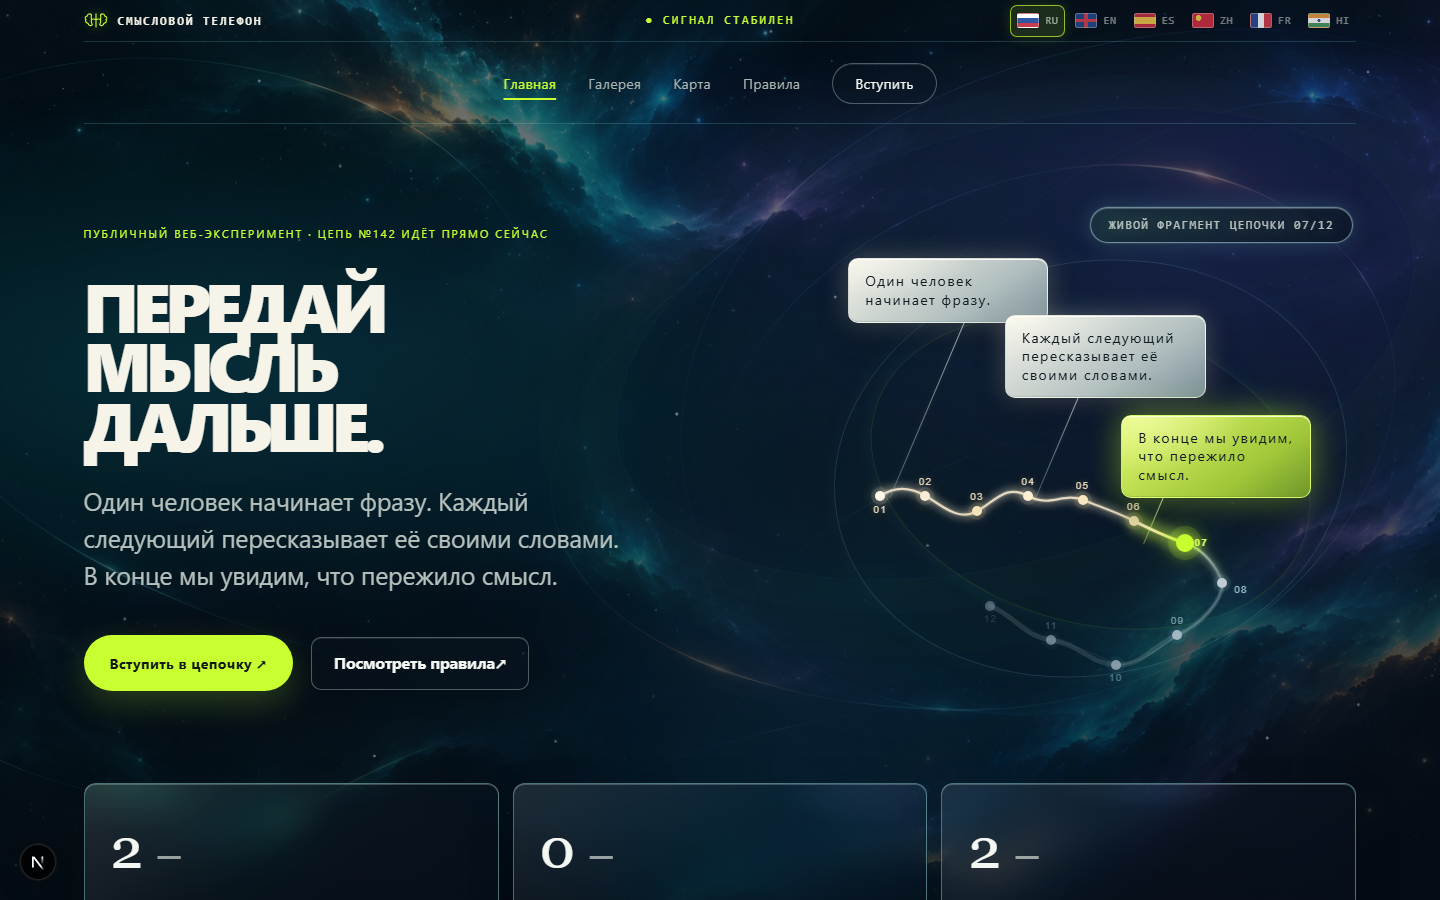 СМЫСЛОВОЙ ТЕЛЕФОН
СИГНАЛ СТАБИЛЕН
RU EN ES ZH FR HI
Главная Галерея Карта Правила Вступить
ПУБЛИЧНЫЙ ВЕБ-ЭКСПЕРИМЕНТ · ЦЕПЬ №142 ИДЁТ ПРЯМО СЕЙЧАС
ПЕРЕДАЙ
МЫСЛЬ
ДАЛЬШЕ.
Один человек начинает фразу. Каждый
следующий пересказывает её своими словами.
В конце мы увидим, что пережило смысл.
Вступить в цепочку ↗
Посмотреть правила↗
ЖИВОЙ ФРАГМЕНТ ЦЕПОЧКИ 07/12
Один человек
начинает фразу.
Каждый следующий
пересказывает её
своими словами.
В конце мы увидим,
что пережило
смысл.
01
02
03
04
05
06
07
08
09
10
11
12
2 —
0 —
2 —
N